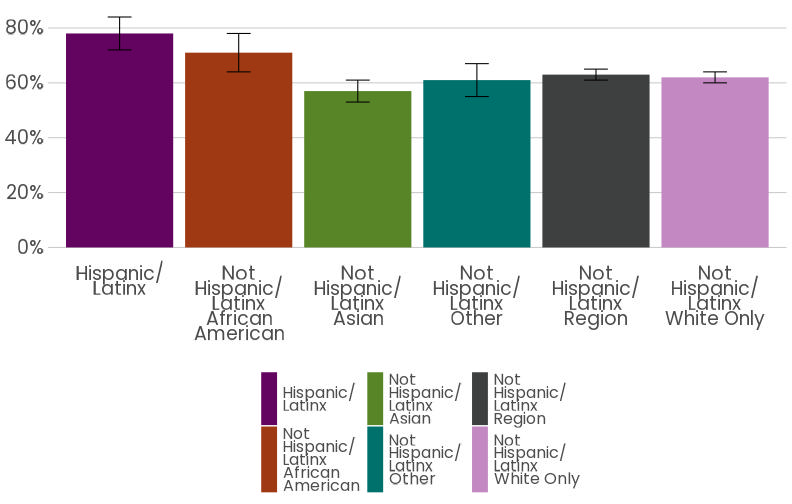 80%
60%
40%
20%
0%
Hispanic/
Latinx
Not
Hispanic/
Latinx
African
American
Not
Hispanic/
Latinx
Asian
Not
Hispanic/
Latinx
Other
Not
Hispanic/
Latinx
Region
Not
Hispanic/
Latinx
White Only
Hispanic/
Latinx
Not
Hispanic/
Latinx
African
American
Not
Hispanic/
Latinx
Asian
Not
Hispanic/
Latinx
Other
Not
Hispanic/
Latinx
Region
Not
Hispanic/
Latinx
White Only